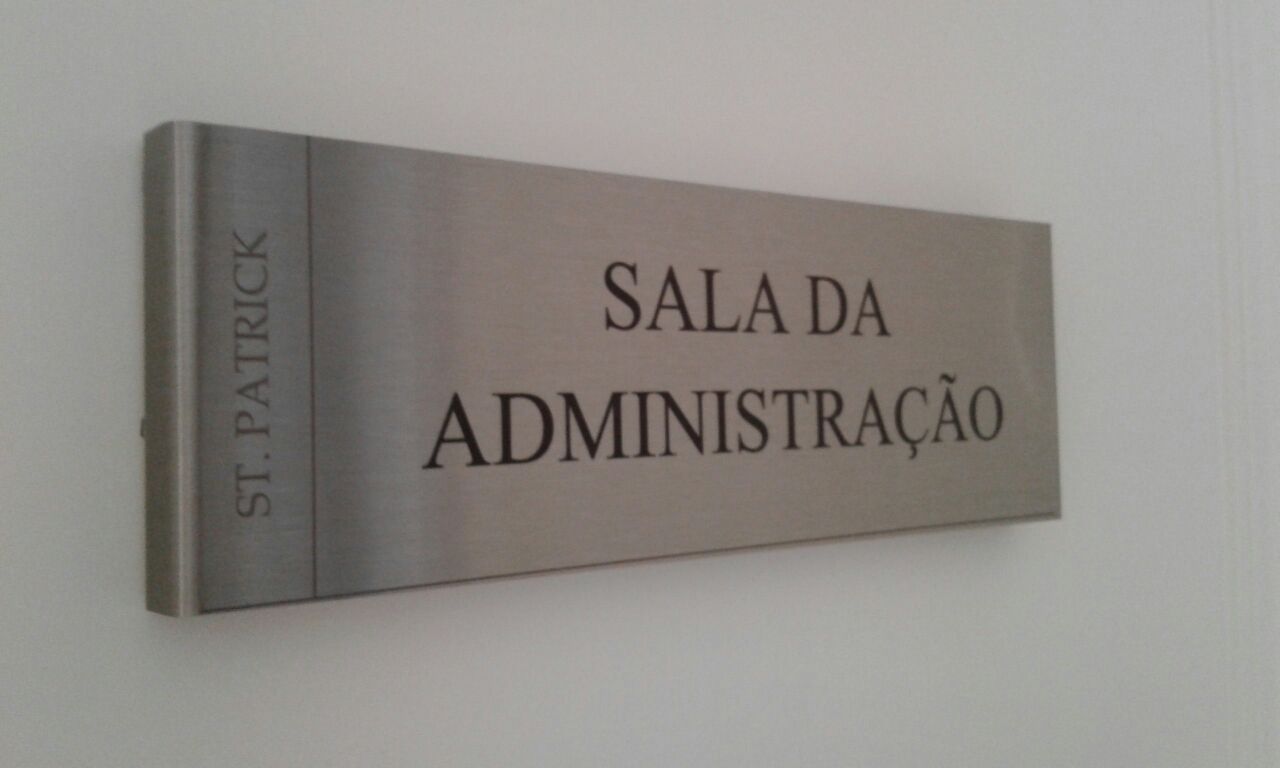 ST. PATRICK
SALA DA
ADMINISTRAÇÃO